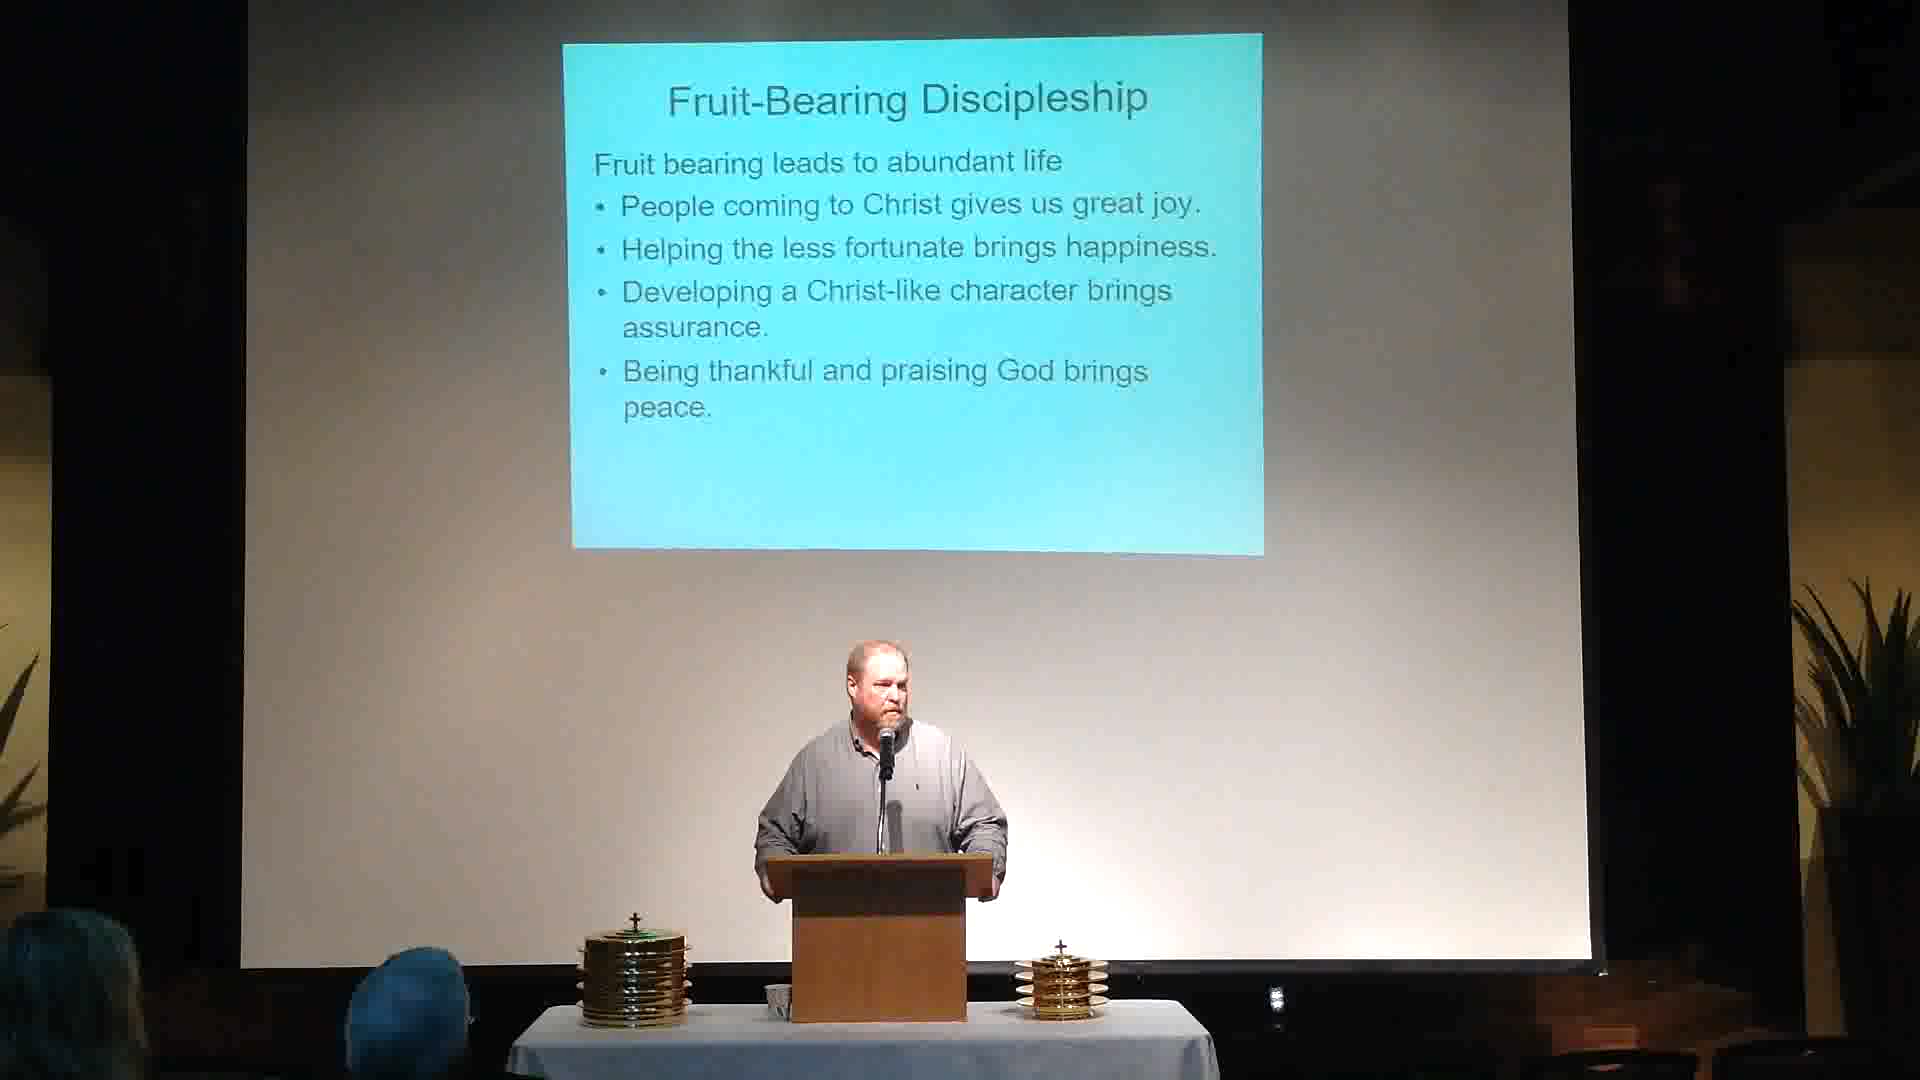 Fruit-Bearing Discipleship
Fruit bearing leads to abundant life
• People coming to Christ gives us great joy.
• Helping the less fortunate brings happiness.
• Developing a Christ-like character brings
assurance.
• Being thankful and praising God brings
peace.